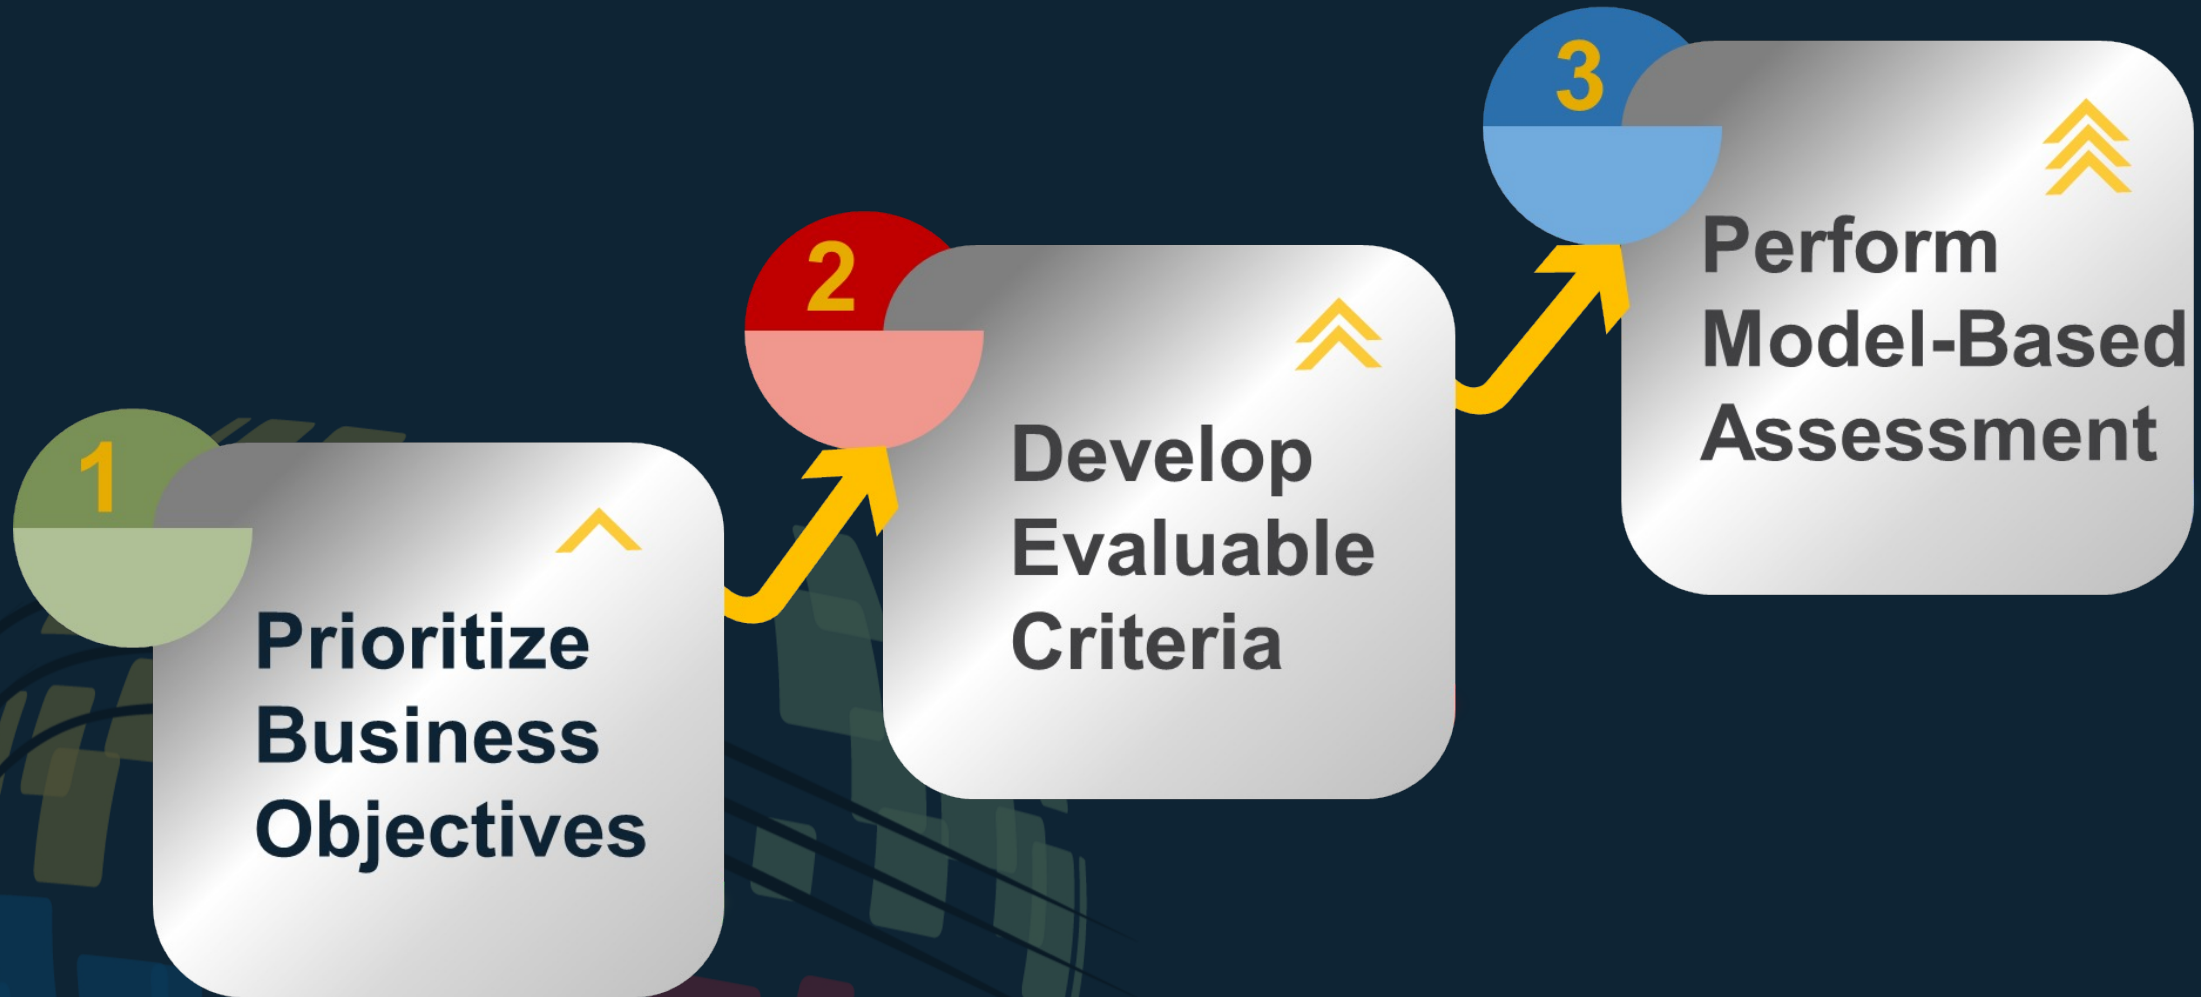 1
Prioritize
Business
Objectives
2
Develop
Evaluable
Criteria
3
Perform
Model-Based
Assessment